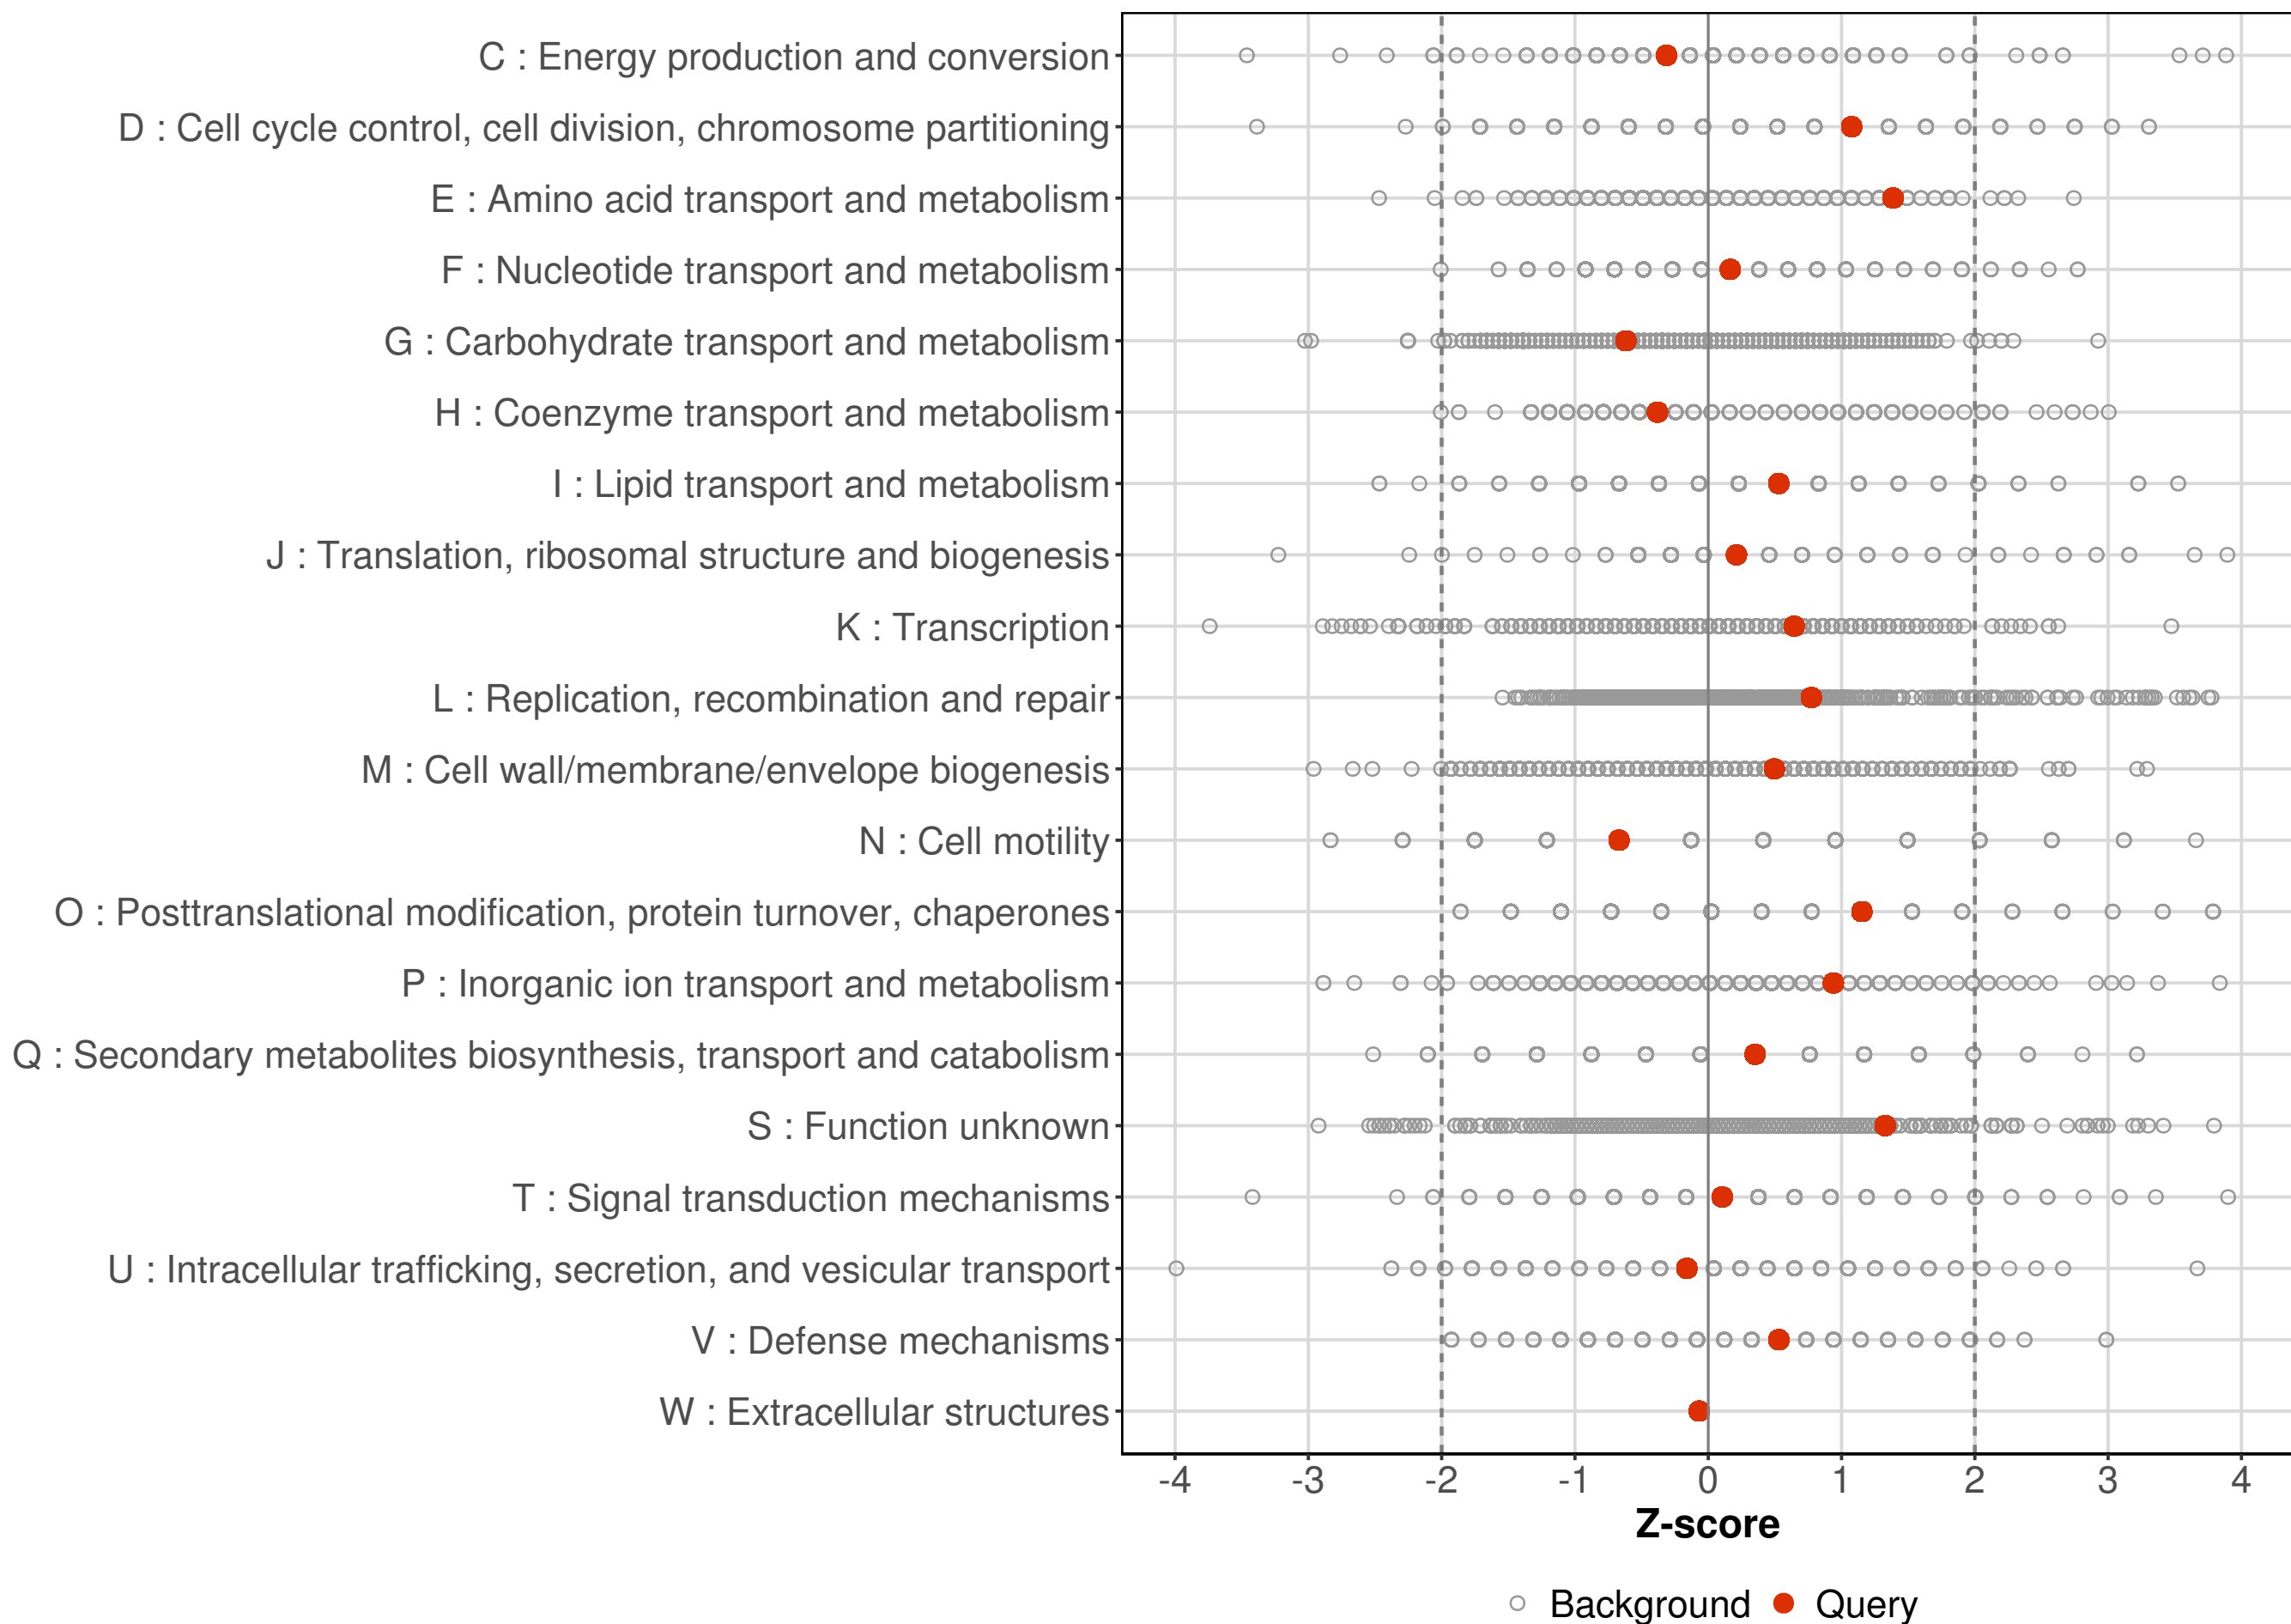 C : Energy production and conversion
D : Cell cycle control, cell division, chromosome partitioning
E : Amino acid transport and metabolism
F : Nucleotide transport and metabolism
G : Carbohydrate transport and metabolism
H : Coenzyme transport and metabolism
I : Lipid transport and metabolism
J : Translation, ribosomal structure and biogenesis
K : Transcription
L : Replication, recombination and repair
M : Cell wall/membrane/envelope biogenesis
N : Cell motility
O : Posttranslational modification, protein turnover, chaperones
P : Inorganic ion transport and metabolism
Q : Secondary metabolites biosynthesis, transport and catabolism
S : Function unknown
T : Signal transduction mechanisms
U : Intracellular trafficking, secretion, and vesicular transport
V : Defense mechanisms
W : Extracellular structures
-4 -3 -2 -1 0 1 2 3 4
Z-score
Background Query